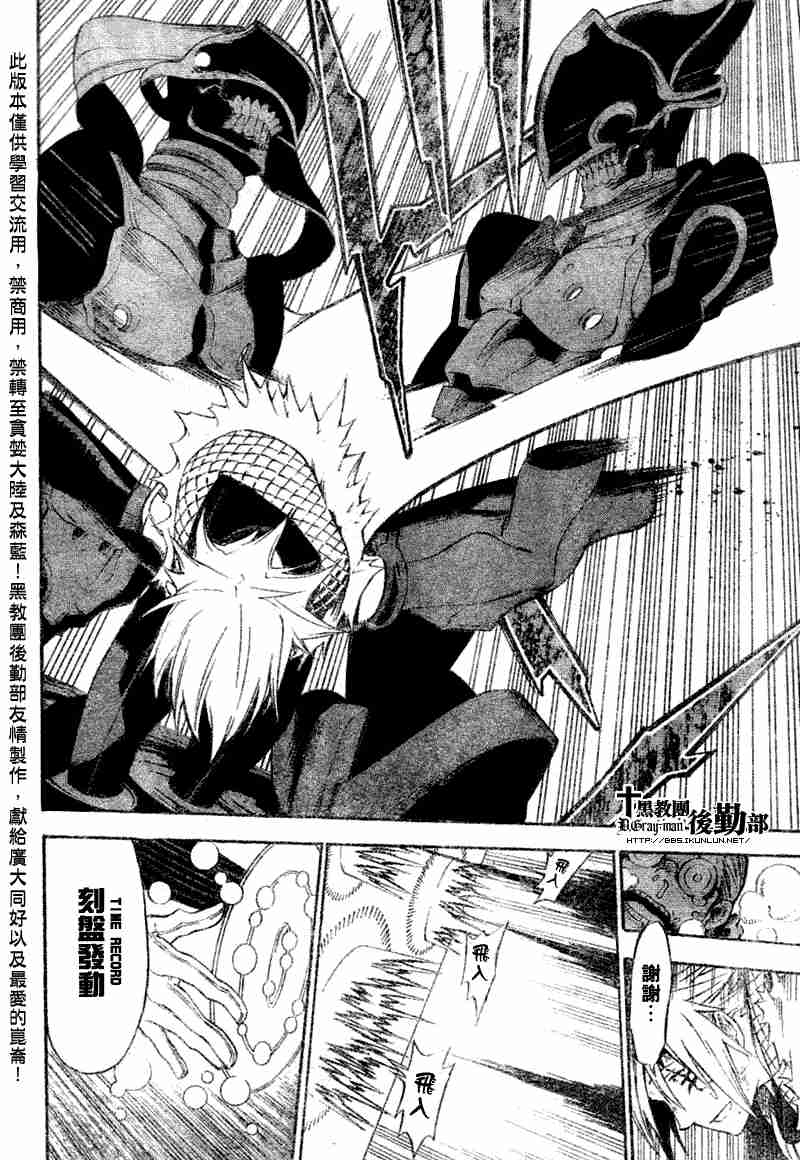 此版本僅供學習交流用，禁商用，禁轉至貪婪大陸及森藍！黑教團後勤部友情製作，獻給廣大同好以及最愛的崑崙！
黑教團
D.Gray-man
後勤部
HTTP://BBS.IKUNLUN.NET/
謝謝…
飛入
飛入
飛入
TIME RECORD
刻盤發動